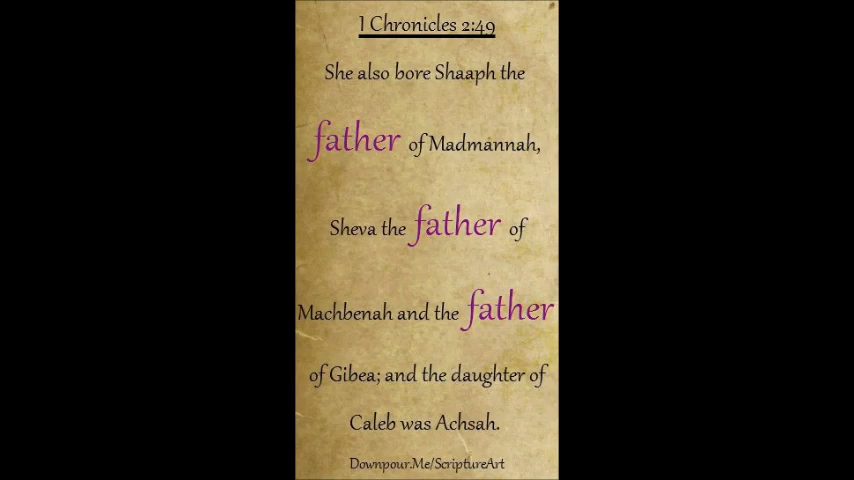 I Chronicles 2:49
She also bore Shaaph the
father of Madmannah,
Sheva the father of
Machbenah and the father
of Gibea; and the daughter of
Caleb was Achsah.
Downpour.Me/ScriptureArt